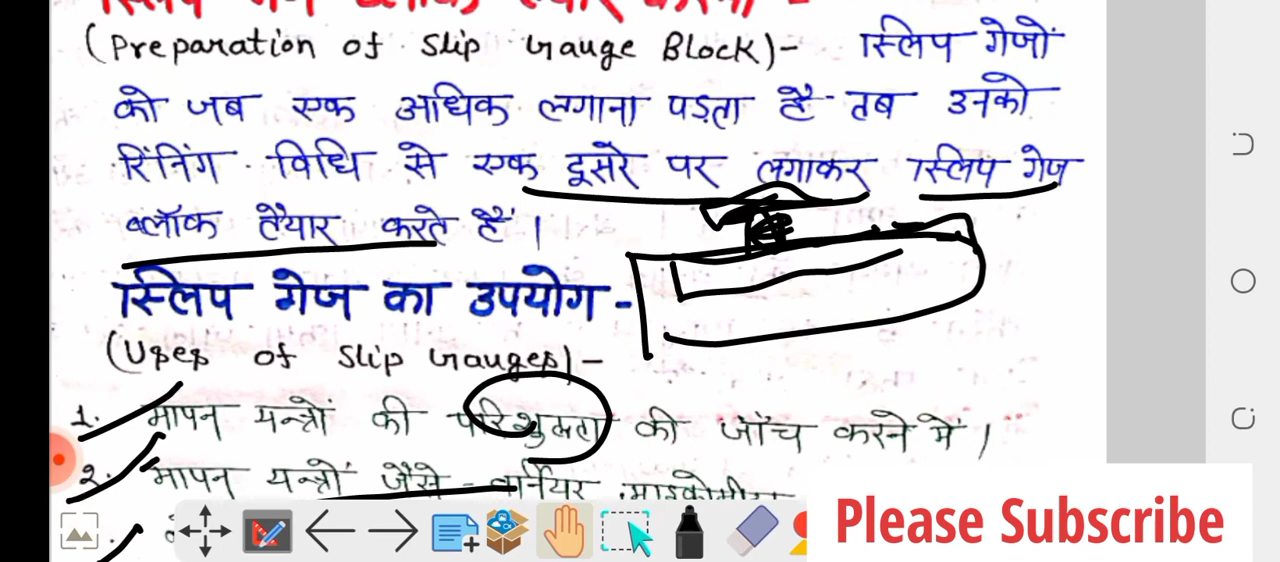 (Preparation of Slip Gauge Block)- स्लिप गेजों
को जब एक अधिक लगाना पड़ता है तब उनको
रिंनिंग विधि से एक दूसरे पर लगाकर स्लिप गेज
ब्लॉक तैयार करते हैं।
स्लिप गेज का उपयोग -
(Uses of Slip Gauges)-
1. मापन यन्त्रों की परिशुद्धता की जाँच करने में।
2. मापन यन्त्रों जैसे - वर्नियर
Please Subscribe